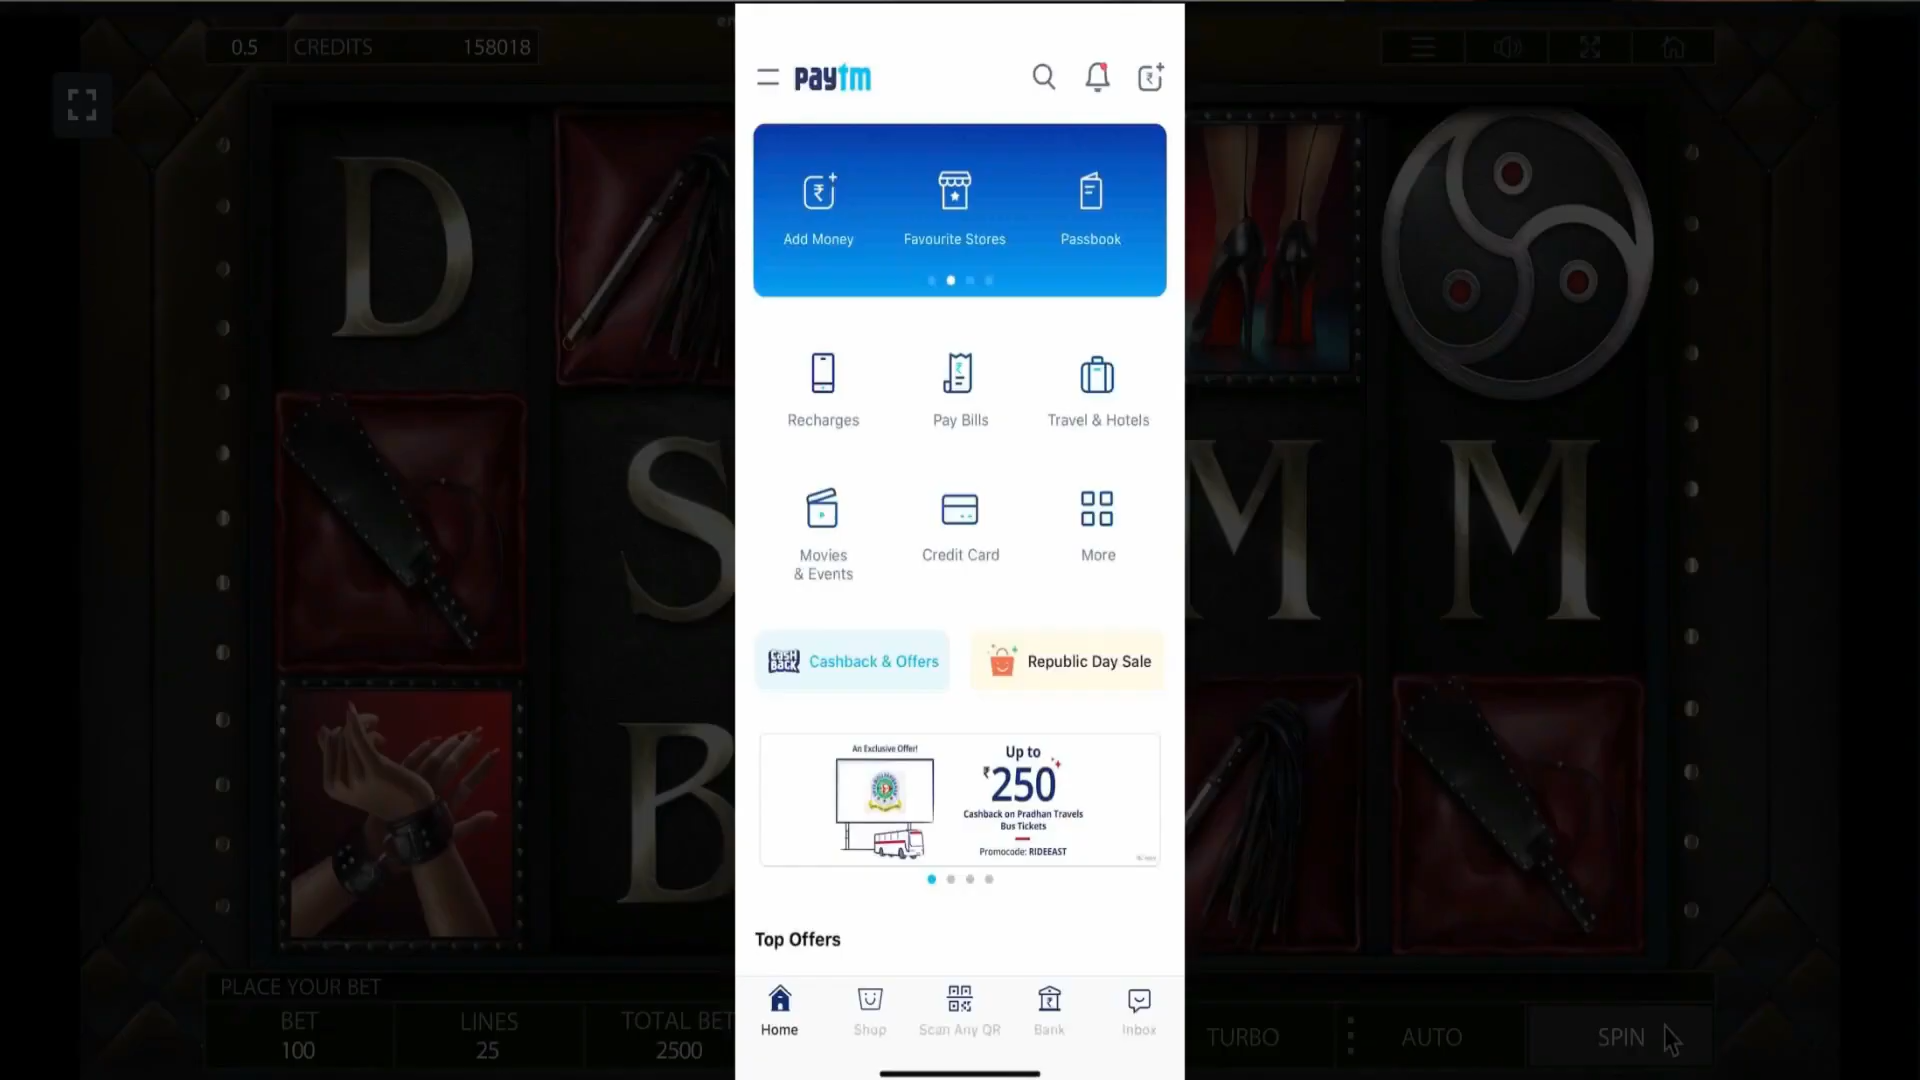 0.5 CREDITS 158018
paytm
Add Money Favourite Stores Passbook
Recharges Pay Bills Travel & Hotels
Movies
& Events
Credit Card
More
CASH
BACK
Cashback & Offers
Republic Day Sale
An Exclusive Offer!
Up to
₹250
Cashback on Pradhan Travels
Bus Tickets
Promocode: RIDEEAST
Top Offers
Home Shop Scan Any QR Bank Inbox
D
S
M M
B
PLACE YOUR BET
BET LINES TOTAL BET
100 25 2500
TURBO AUTO SPIN